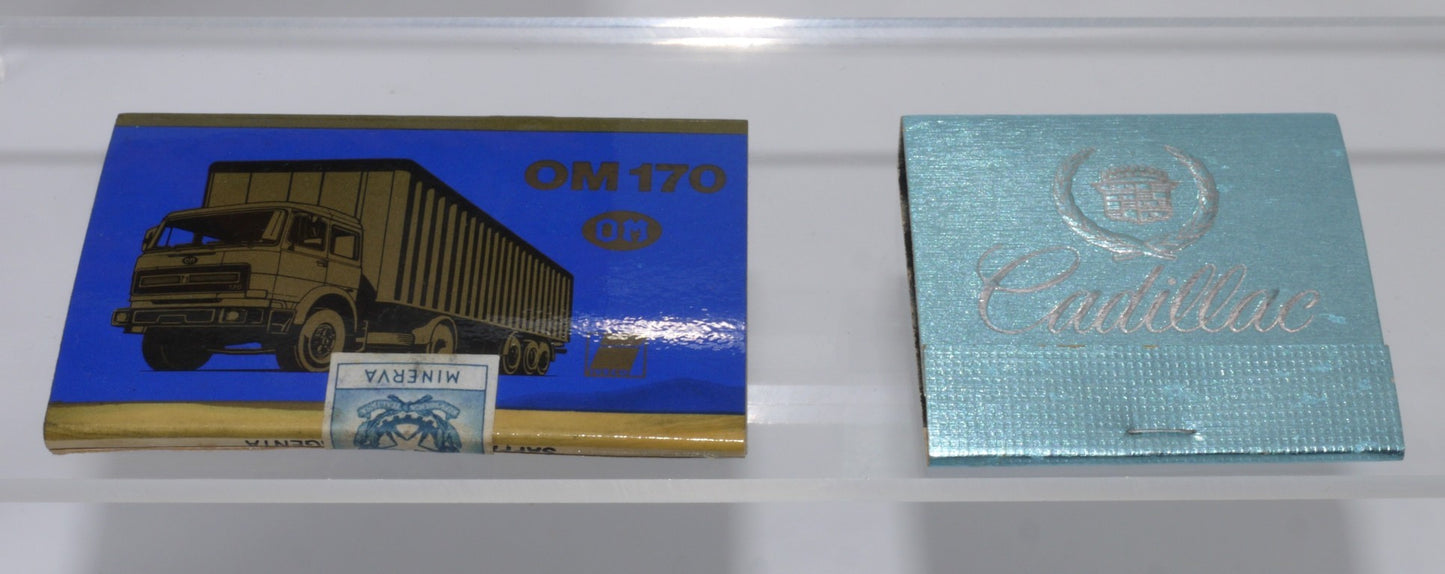 OM 170
OM
MINERVA
Cadillac